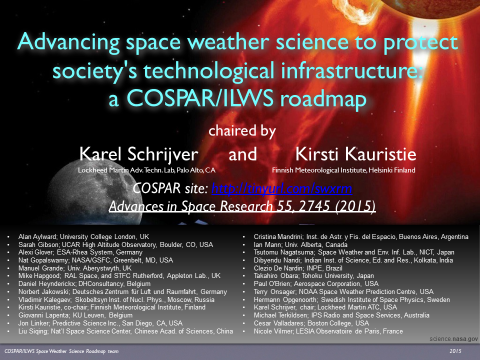 Advancing space weather science to protect
society's technological infrastructure:
a COSPAR/ILWS roadmap
chaired by
Karel Schrijver and Kirsti Kauristie
Lockheed Martin Adv. Techn. Lab, Palo Alto, CA Finnish Meteorological Institute, Helsinki Finland
COSPAR site:
Advances in Space Research 55, 2745 (2015)
• Alan Aylward; University College London, UK
• Sarah Gibson; UCAR High Altitude Observatory, Boulder, CO, USA
• Alexi Glover; ESA-Rhea System, Germany
• Nat Gopalswamy; NASA/GSFC, Greenbelt, MD, USA
• Manuel Grande; Univ. Aberystwyth, UK
• Mike Hapgood; RAL Space, and STFC Rutherford, Appleton Lab., UK
• Daniel Heynderickx; DHConsultancy, Belgium
• Norbert Jakowski; Deutsches Zentrum für Luft und Raumfahrt, Germany
• Vladimir Kalegaev; Skobeltsyn Inst. of Nucl. Phys., Moscow, Russia
• Kirsti Kauristie, co-chair; Finnish Meteorological Institute, Finland
• Giovanni Lapenta; KU Leuven, Belgium
• Jon Linker; Predictive Science Inc., San Diego, CA, USA
• Liu Siqing; Nat'l Space Science Center, Chinese Acad. of Sciences, China
• Cristina Mandrini; Inst. de Astr. y Fis. del Espacio, Buenos Aires, Argentina
• Ian Mann; Univ. Alberta, Canada
• Tsutomu Nagatsuma; Space Weather and Env. Inf. Lab., NICT, Japan
• Dibyendu Nandi; Indian Inst. of Science, Ed. and Res., Kolkata, India
• Clezio De Nardin; INPE, Brazil
• Takahiro Obara; Tohoku University, Japan
• Paul O'Brien; Aerospace Corporation, USA
• Terry Onsager; NOAA Space Weather Prediction Centre, USA
• Hermann Opgenoorth; Swedish Institute of Space Physics, Sweden
• Karel Schrijver, chair; Lockheed Martin ATC, USA
• Michael Terkildsen; IPS Radio and Space Services, Australia
• Cesar Valladares; Boston College, USA
• Nicole Vilmer; LESIA Observatoire de Paris, France
science.nasa.gov
COSPAR/ILWS Space Weather Science Roadmap team 2015